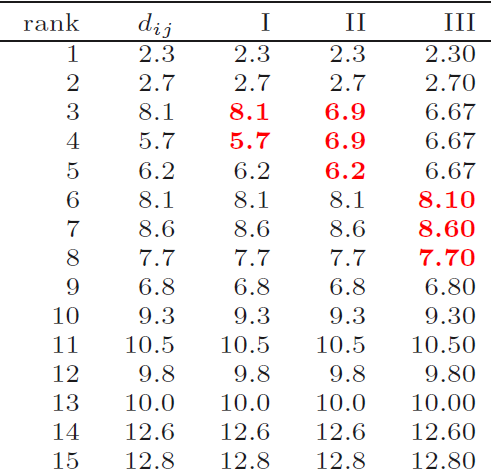 rank d_ij I II III
1 2.3 2.3 2.3 2.30
2 2.7 2.7 2.7 2.70
3 8.1 8.1 6.9 6.67
4 5.7 5.7 6.9 6.67
5 6.2 6.2 6.2 6.67
6 8.1 8.1 8.1 8.10
7 8.6 8.6 8.6 8.60
8 7.7 7.7 7.7 7.70
9 6.8 6.8 6.8 6.80
10 9.3 9.3 9.3 9.30
11 10.5 10.5 10.5 10.50
12 9.8 9.8 9.8 9.80
13 10.0 10.0 10.0 10.00
14 12.6 12.6 12.6 12.60
15 12.8 12.8 12.8 12.80